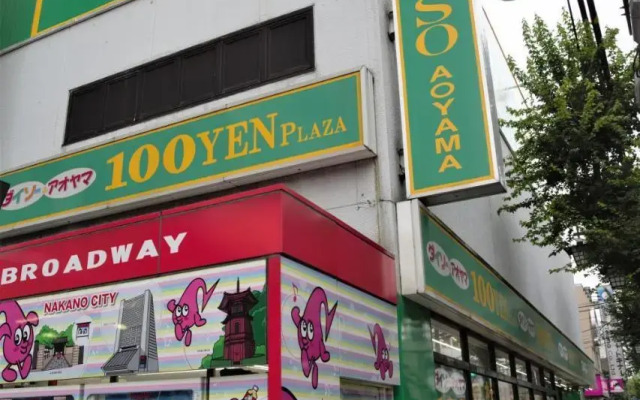 SO
AOYAMA
ダイソー アオヤマ
100YEN PLAZA
BROADWAY
NAKANO CITY
ダイソー アオヤマ
100YEN